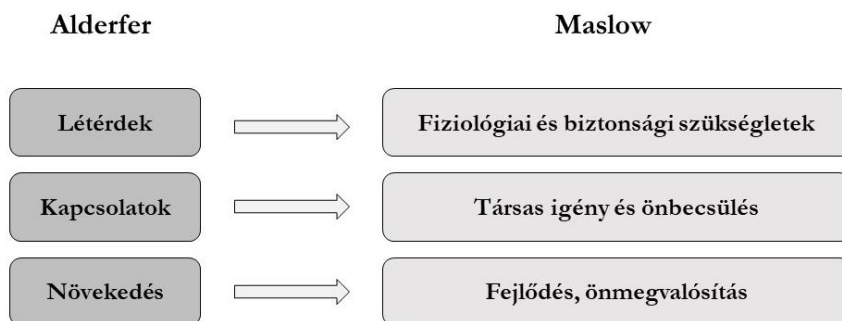 Alderfer
Maslow
Létérdek
Fiziológiai és biztonsági szükségletek
Kapcsolatok
Társas igény és önbecsülés
Növekedés
Fejlődés, önmegvalósítás